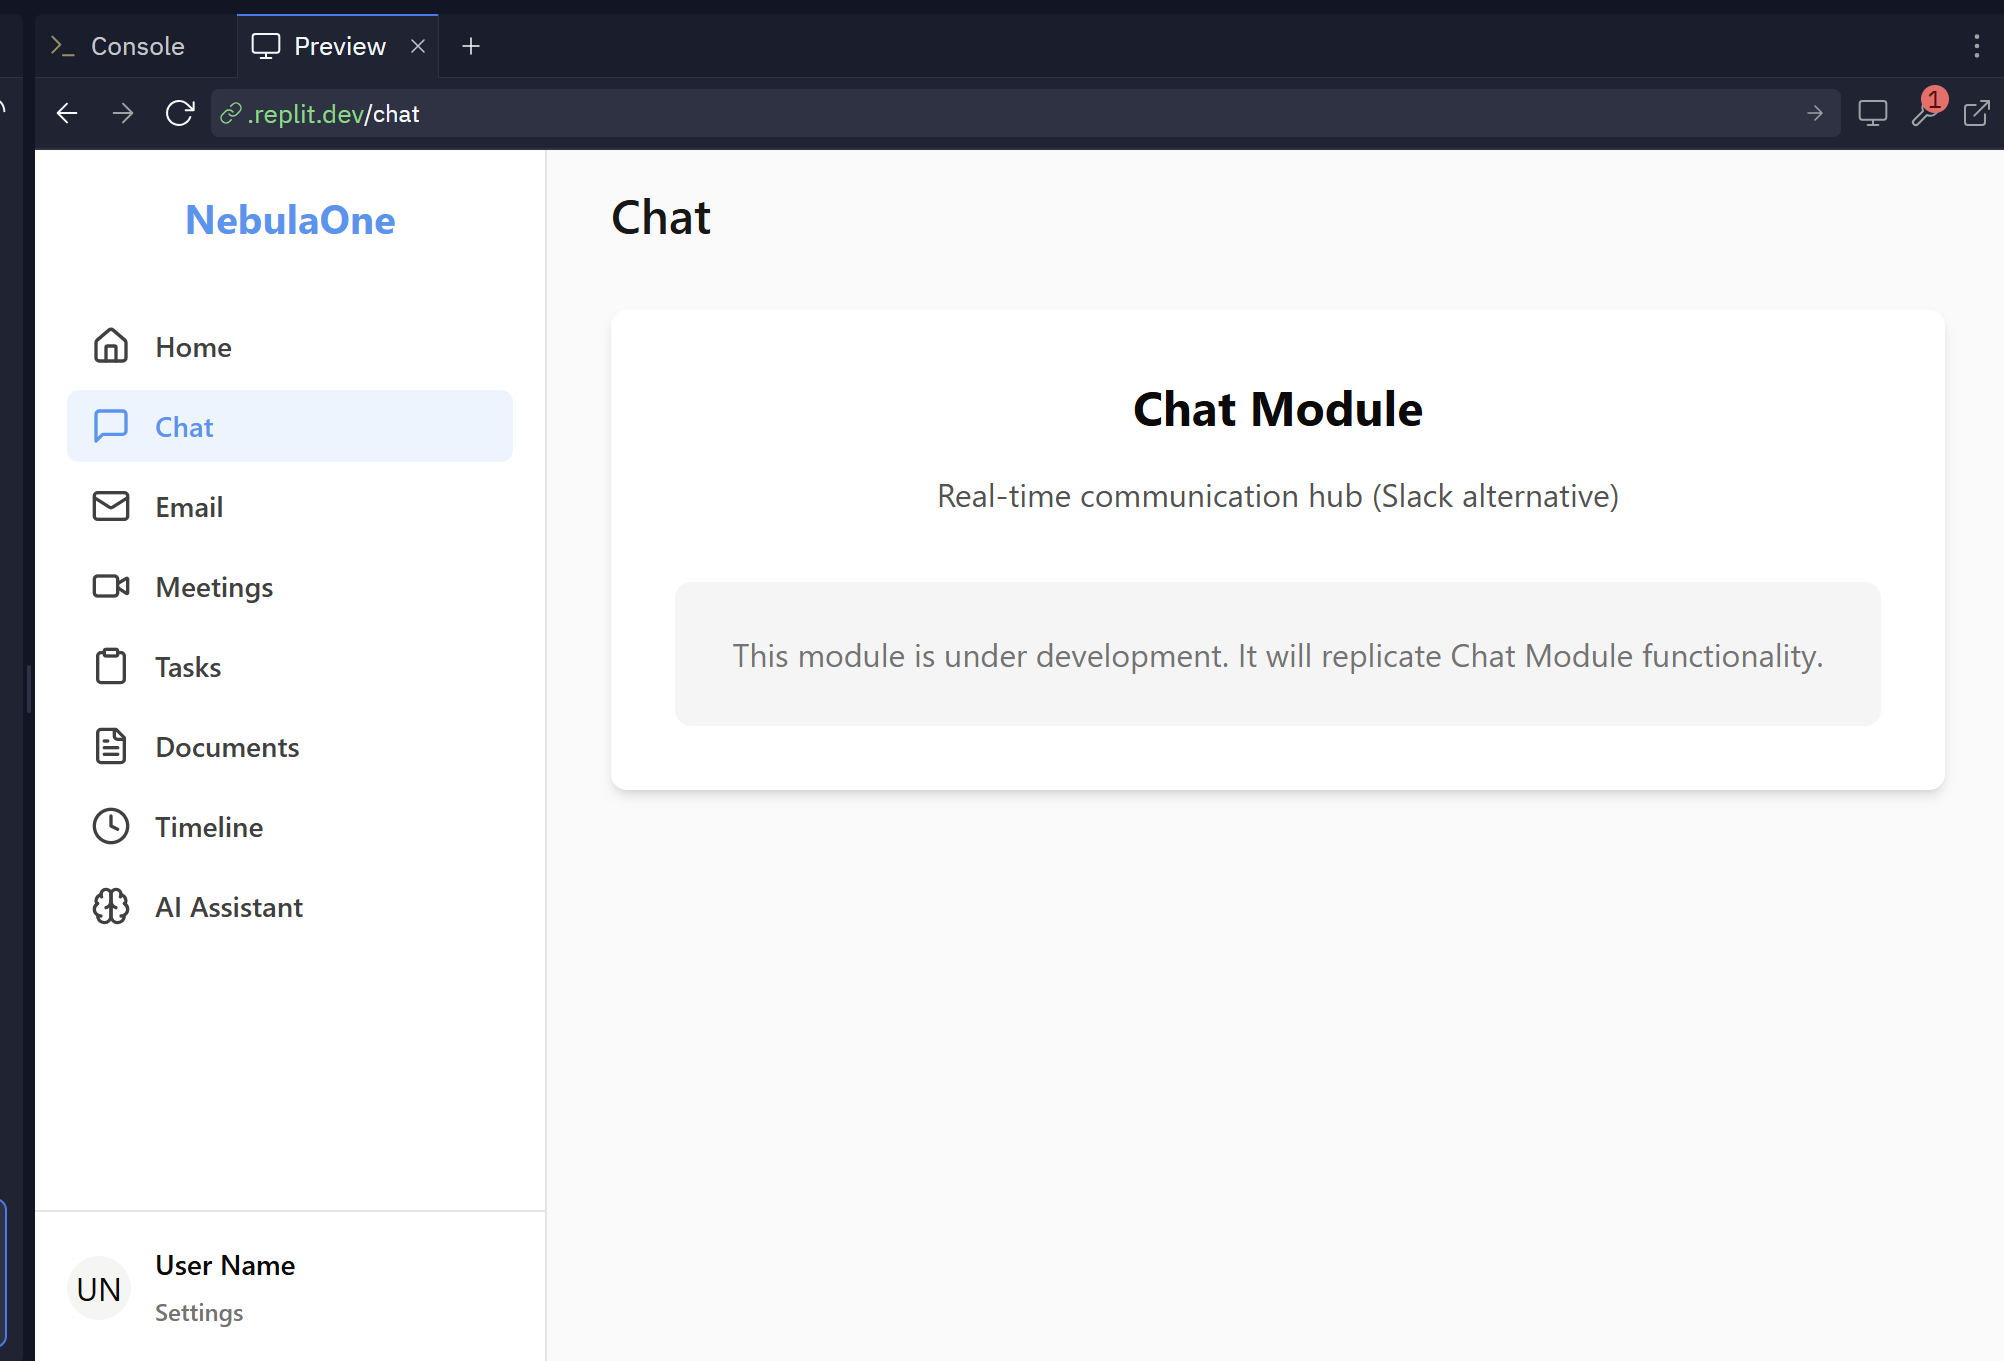 Console
Preview
1
.replit.dev/chat
NebulaOne
Home
Chat
Email
Meetings
Tasks
Documents
Timeline
AI Assistant
UN
User Name
Settings
Chat
Chat Module
Real-time communication hub (Slack alternative)
This module is under development. It will replicate Chat Module functionality.